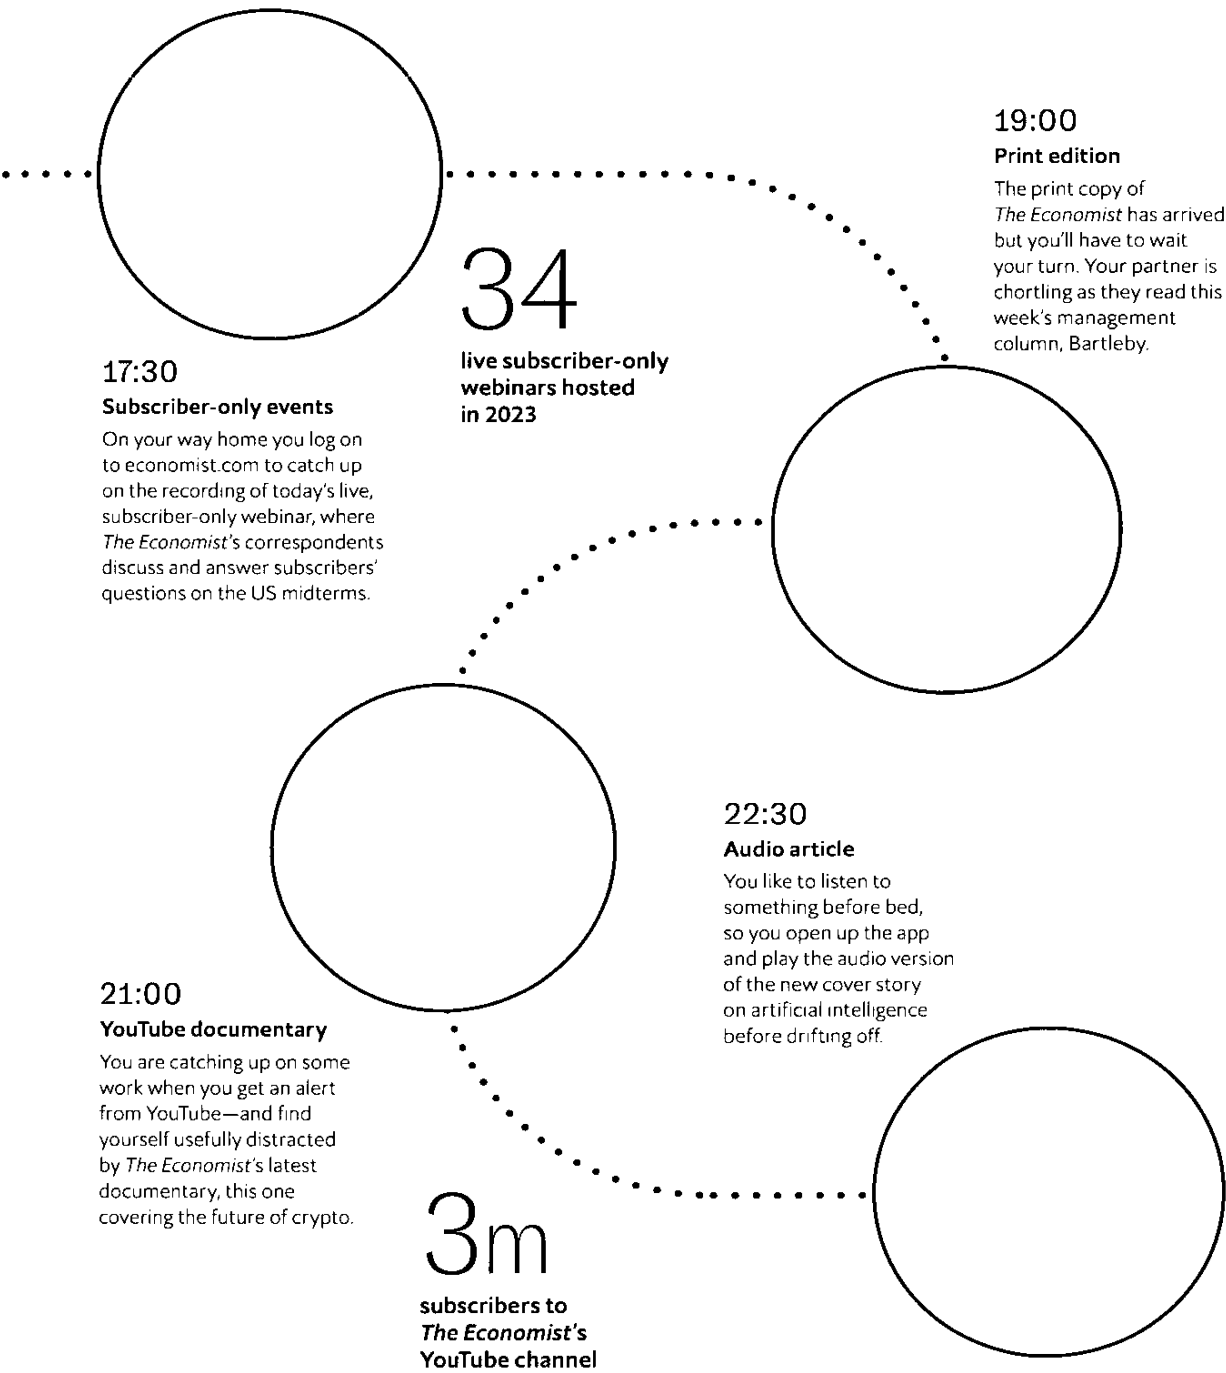 17:30
Subscriber-only events
On your way home you log on
to economist.com to catch up
on the recording of today's live,
subscriber-only webinar, where
The Economist's correspondents
discuss and answer subscribers'
questions on the US midterms.
34
live subscriber-only
webinars hosted
in 2023
19:00
Print edition
The print copy of
The Economist has arrived
but you'll have to wait
your turn. Your partner is
chortling as they read this
week's management
column, Bartleby.
21:00
YouTube documentary
You are catching up on some
work when you get an alert
from YouTube—and find
yourself usefully distracted
by The Economist's latest
documentary, this one
covering the future of crypto.
3m
subscribers to
The Economist's
YouTube channel
22:30
Audio article
You like to listen to
something before bed,
so you open up the app
and play the audio version
of the new cover story
on artificial intelligence
before drifting off.